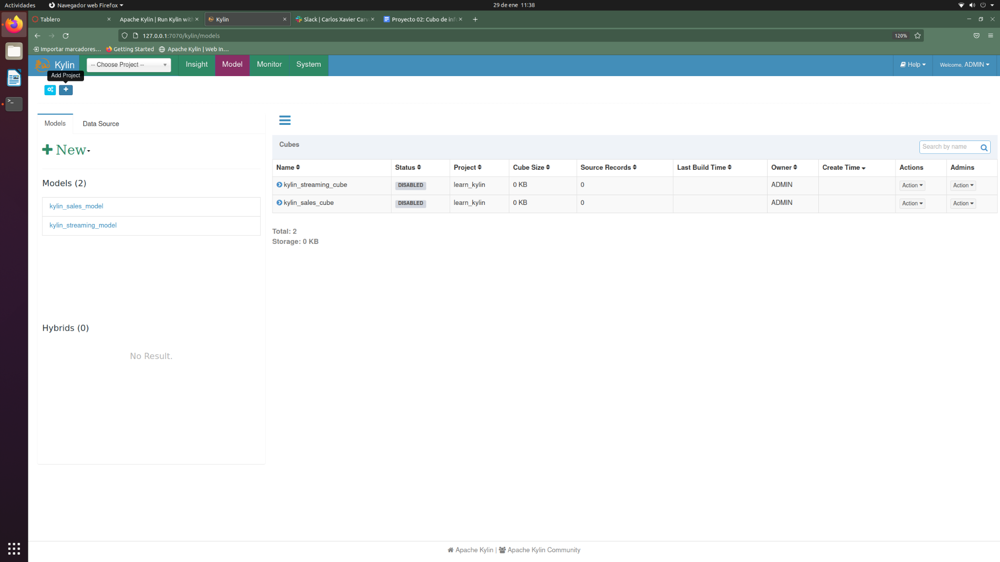 Actividades
Navegador web Firefox
29 de ene 11:38
Tablero
Apache Kylin | Run Kylin with
Kylin
Slack | Carlos Xavier Carv
Proyecto 02: Cubo de info
127.0.0.1:7070/kylin/models
120%
Importar marcadores...
Getting Started
Apache Kylin | Web In...
Kylin
-- Choose Project --
Insight
Model
Monitor
System
Help
Welcome, ADMIN
Add Project
Models
Data Source
New
Models (2)
kylin_sales_model
kylin_streaming_model
Hybrids (0)
No Result.
Cubes
Search by name
Name Status Project Cube Size Source Records Last Build Time Owner Create Time Actions Admins
kylin_streaming_cube DISABLED learn_kylin 0 KB 0 ADMIN Action Action
kylin_sales_cube DISABLED learn_kylin 0 KB 0 ADMIN Action Action
Total: 2
Storage: 0 KB
Apache Kylin | Apache Kylin Community